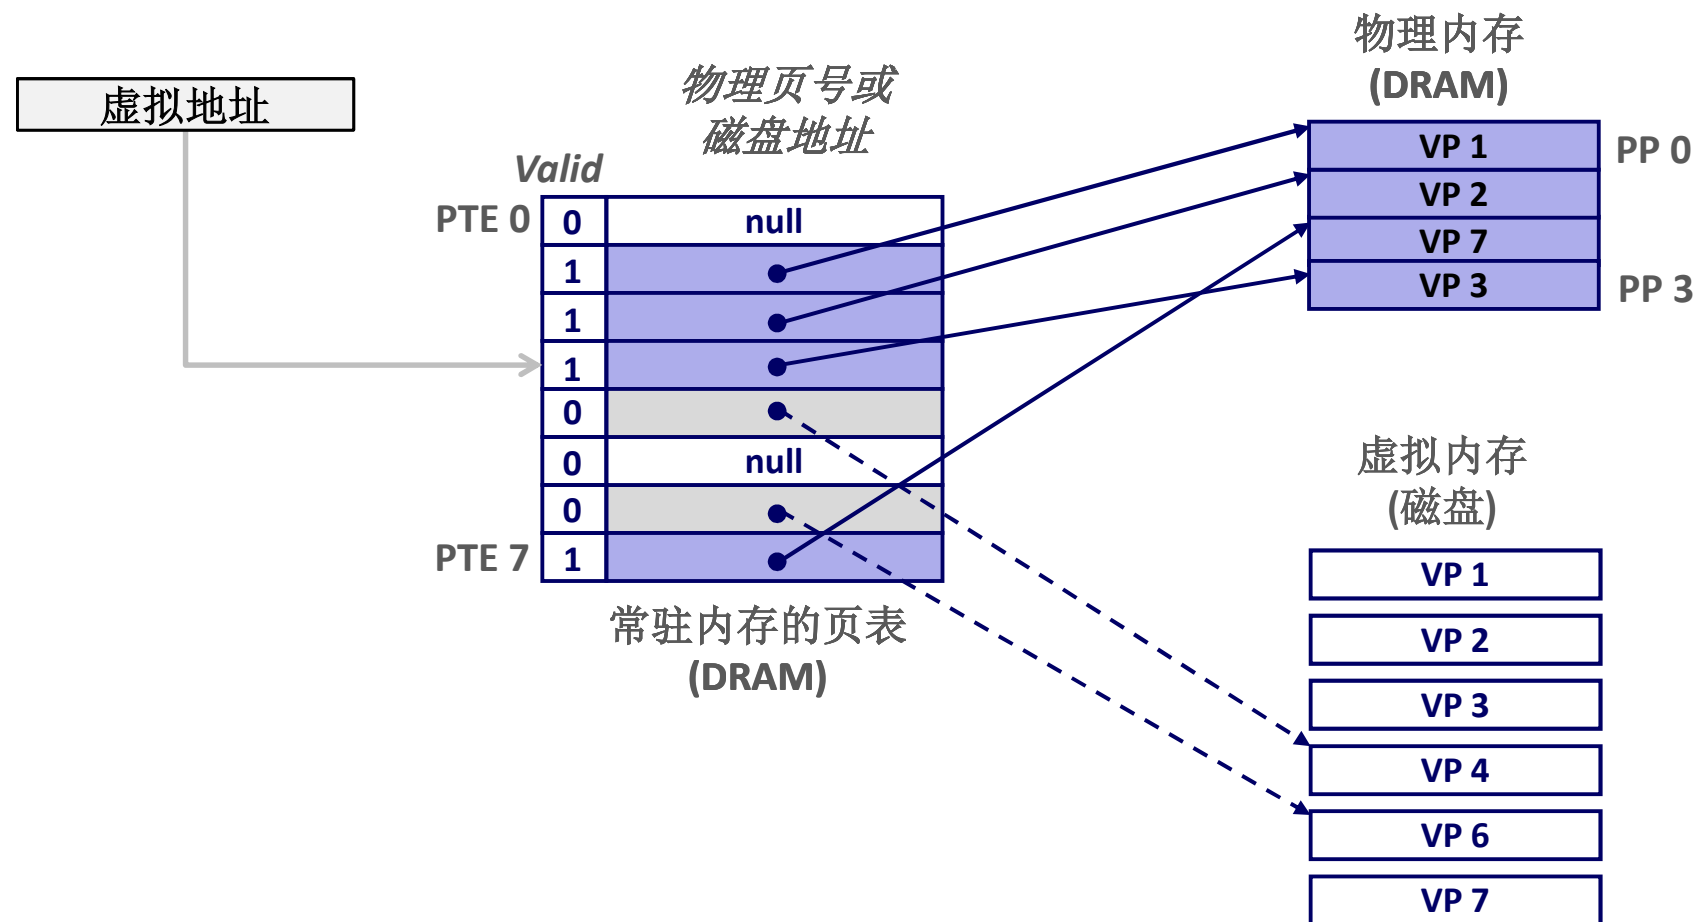 虚拟地址
物理页号或
磁盘地址
Valid
PTE 0
0
null
1
1
1
0
0
null
0
PTE 7
1
常驻内存的页表
(DRAM)
物理内存
(DRAM)
VP 1
PP 0
VP 2
VP 7
VP 3
PP 3
虚拟内存
(磁盘)
VP 1
VP 2
VP 3
VP 4
VP 6
VP 7